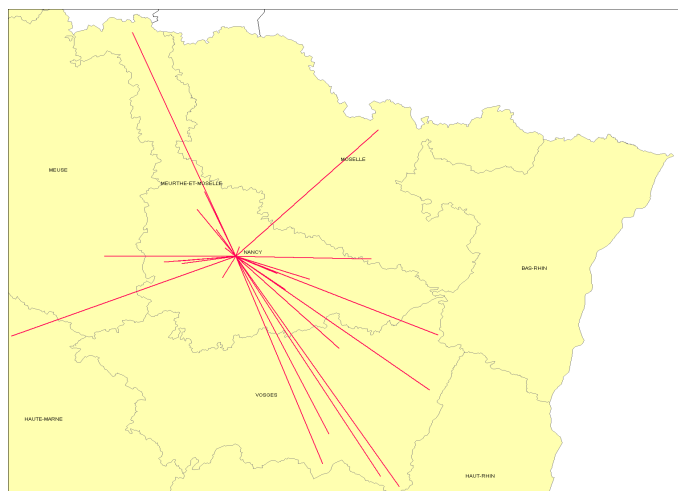 MOSELLE
MEUSE
MEURTHE-ET-MOSELLE
NANCY
BAS-RHIN
VOSGES
HAUTE-MARNE
HAUT-RHIN